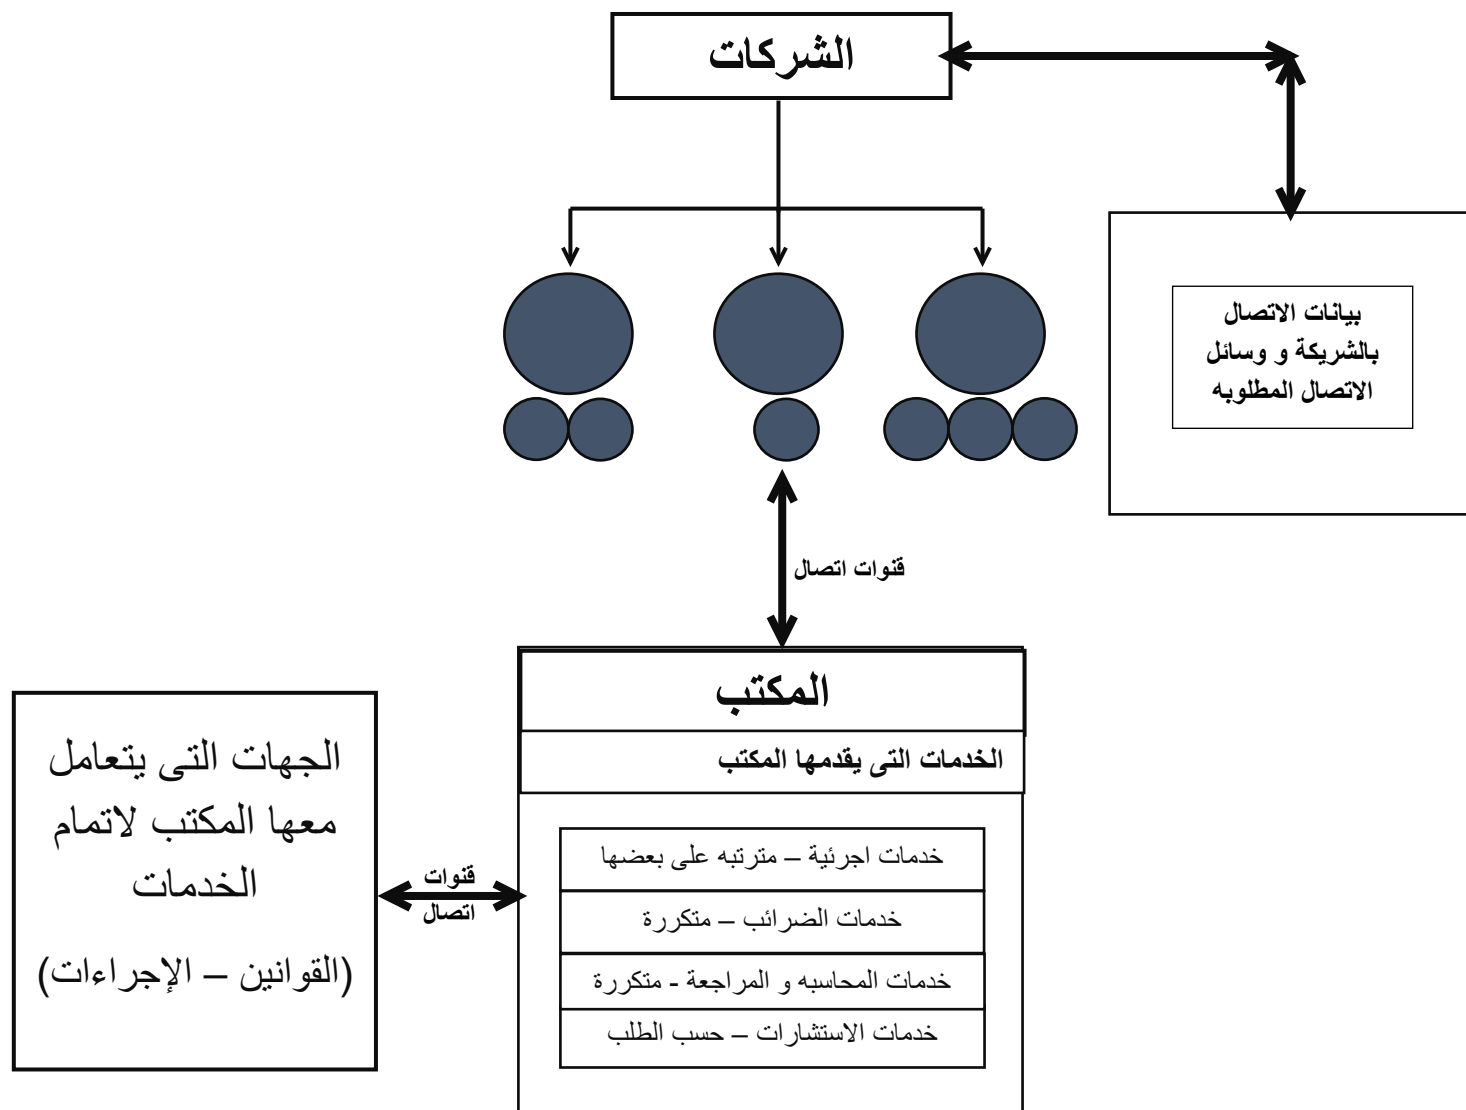 الشركات
بيانات الاتصال
بالشريكة و وسائل
الاتصال المطلوبه
قنوات اتصال
المكتب
الخدمات التى يقدمها المكتب
خدمات اجرئية – مترتبه على بعضها
خدمات الضرائب – متكررة
خدمات المحاسبه و المراجعة - متكررة
خدمات الاستشارات – حسب الطلب
قنوات
اتصال
الجهات التى يتعامل
معها المكتب لاتمام
الخدمات
(القوانين – الإجراءات)